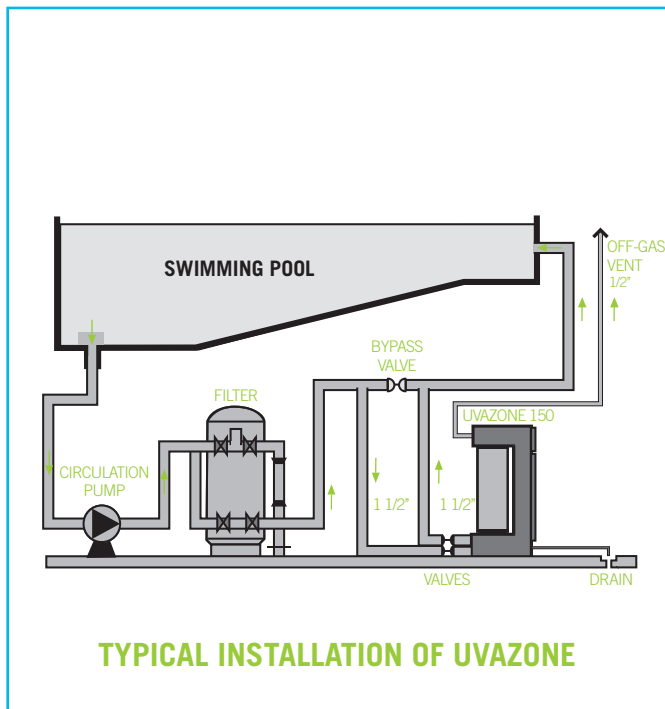 SWIMMING POOL
OFF-GAS
VENT
1/2"
BYPASS
VALVE
FILTER
UVAZONE 150
CIRCULATION
PUMP
1 1/2"
1 1/2"
VALVES
DRAIN
TYPICAL INSTALLATION OF UVAZONE